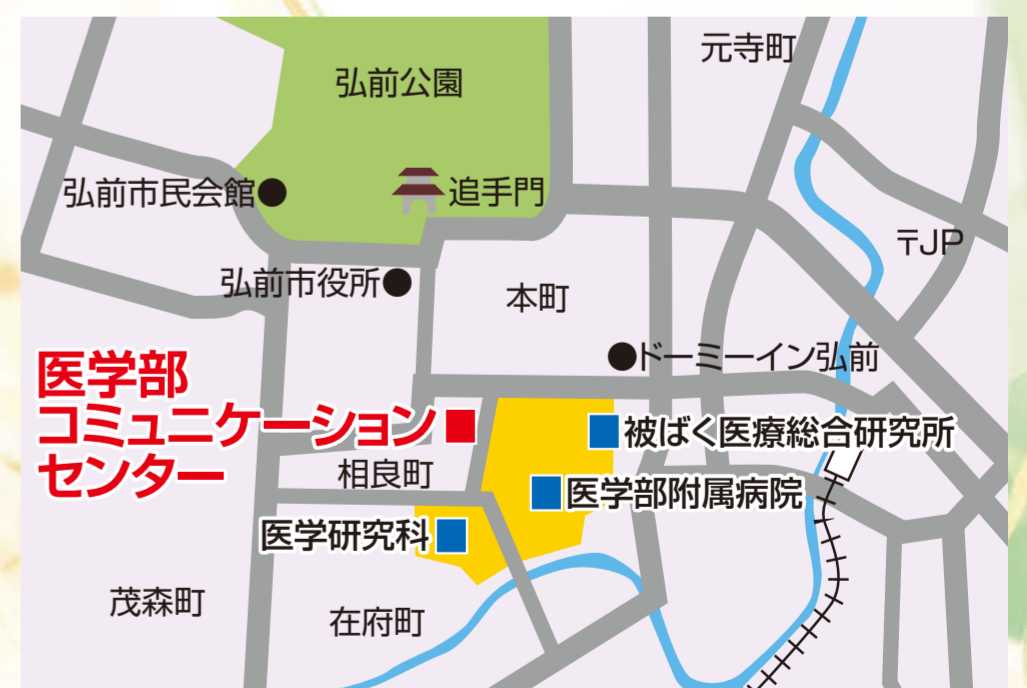 元寺町
弘前公園
弘前市民会館
追手門
〒JP
弘前市役所
本町
ドーミーイン弘前
医学部
コミュニケーション
センター
被ばく医療総合研究所
相良町
医学部附属病院
医学研究科
茂森町
在府町